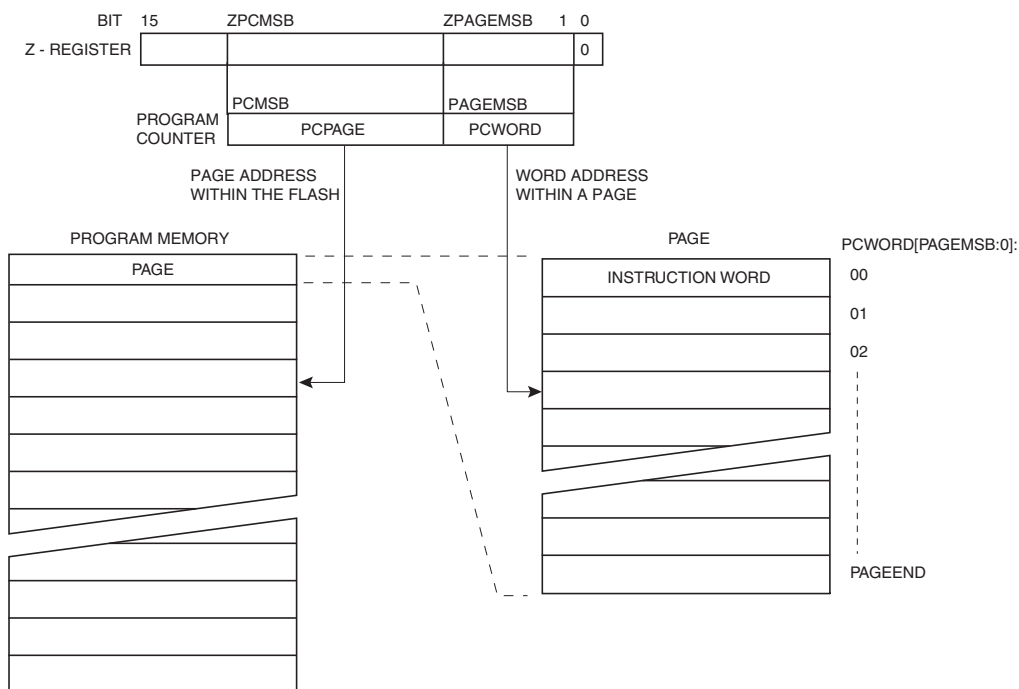 BIT 15 ZPCMSB ZPAGEMSB 1 0
Z - REGISTER 0
PCMSB PAGEMSB
PROGRAM
COUNTER
PCPAGE PCWORD
PAGE ADDRESS
WITHIN THE FLASH
WORD ADDRESS
WITHIN A PAGE
PROGRAM MEMORY
PAGE
PAGE
PCWORD[PAGEMSB:0]:
INSTRUCTION WORD
00
01
02
PAGEEND